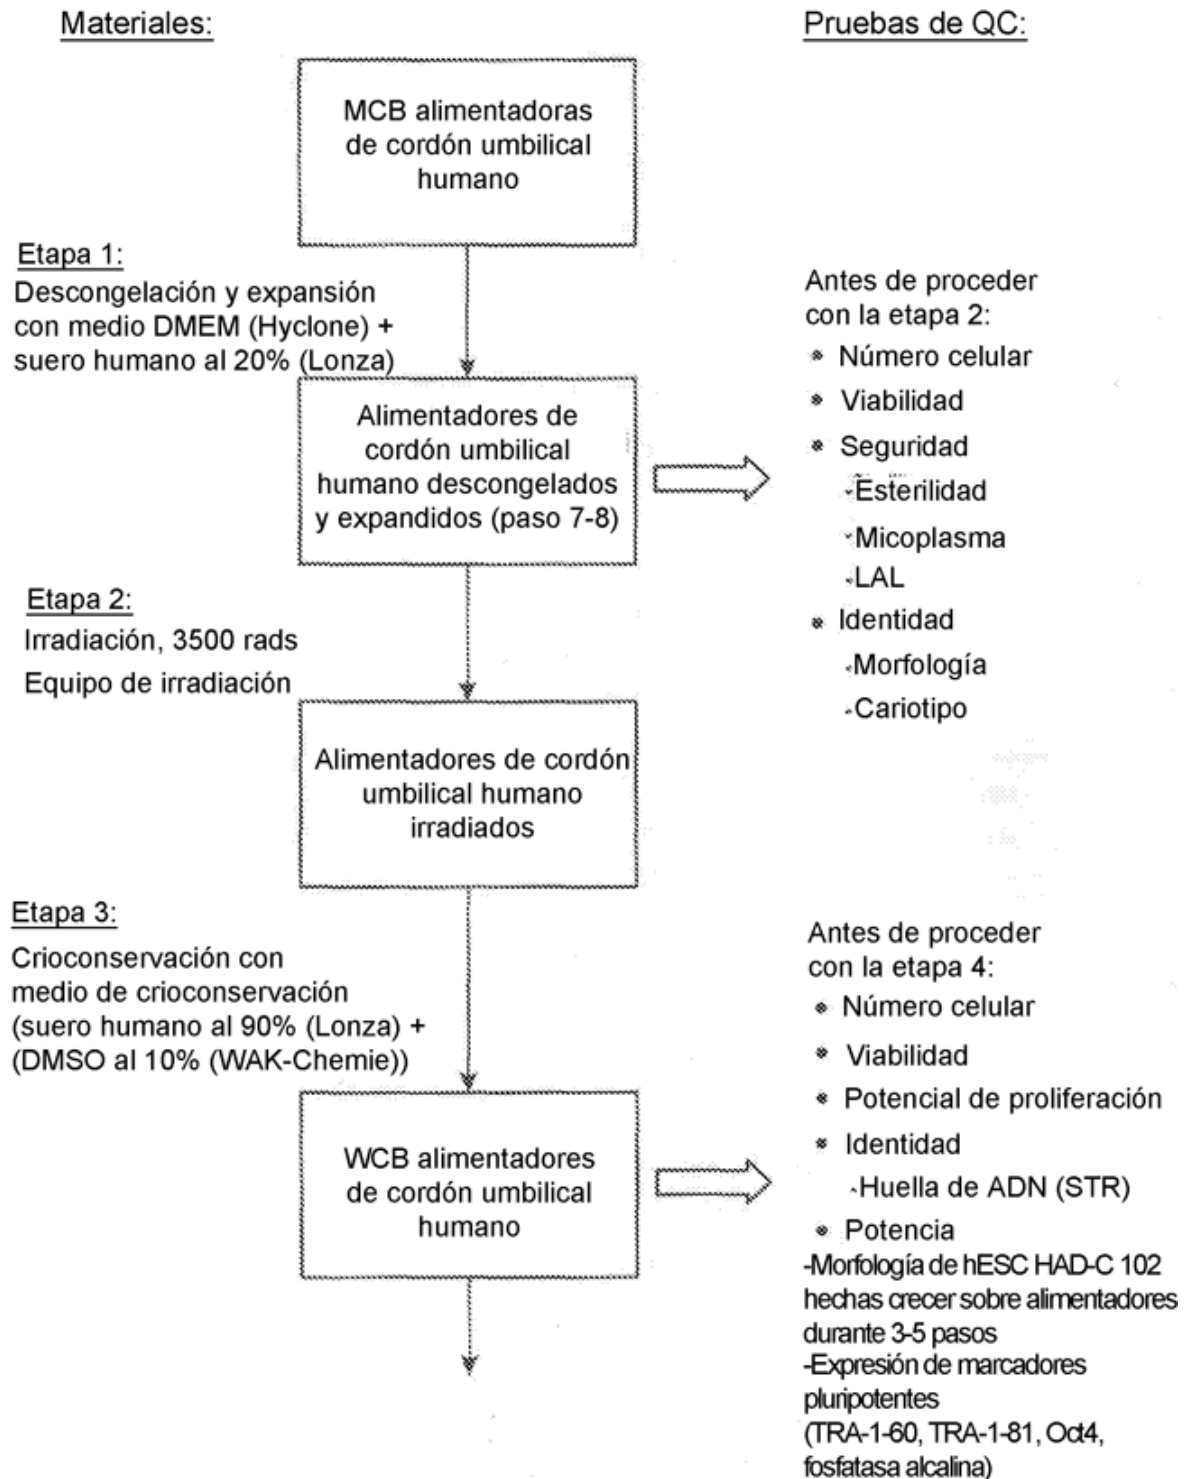 Materiales:
Pruebas de QC:
MCB alimentadoras
de cordón umbilical
humano
Etapa 1:
Descongelación y expansión
con medio DMEM (Hyclone) +
suero humano al 20% (Lonza)
Alimentadores de
cordón umbilical
humano descongelados
y expandidos (paso 7-8)
Antes de proceder
con la etapa 2:
Número celular
Viabilidad
Seguridad
-Esterilidad
-Micoplasma
-LAL
Identidad
-Morfología
-Cariotipo
Etapa 2:
Irradiación, 3500 rads
Equipo de irradiación
Alimentadores de cordón
umbilical humano
irradiados
Etapa 3:
Crioconservación con
medio de crioconservación
(suero humano al 90% (Lonza) +
(DMSO al 10% (WAK-Chemie))
WCB alimentadores
de cordón umbilical
humano
Antes de proceder
con la etapa 4:
Número celular
Viabilidad
Potencial de proliferación
Identidad
-Huella de ADN (STR)
Potencia
-Morfología de hESC HAD-C 102
hechas crecer sobre alimentadores
durante 3-5 pasos
-Expresión de marcadores
pluripotentes
(TRA-1-60, TRA-1-81, Oct4,
fosfatasa alcalina)